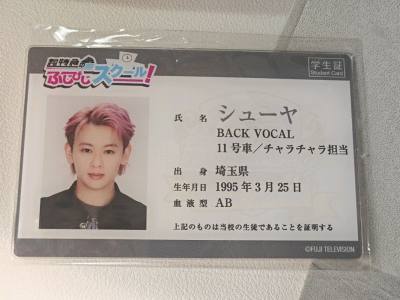 超特急の
ふじびじスクール!
学生証
Student Card
氏 名 シューヤ
BACK VOCAL
11号車／チャラチャラ担当
出 身 埼玉県
生年月日 1995年3月25日
血液型 AB
上記のものは当校の生徒であることを証明する
©FUJI TELEVISION